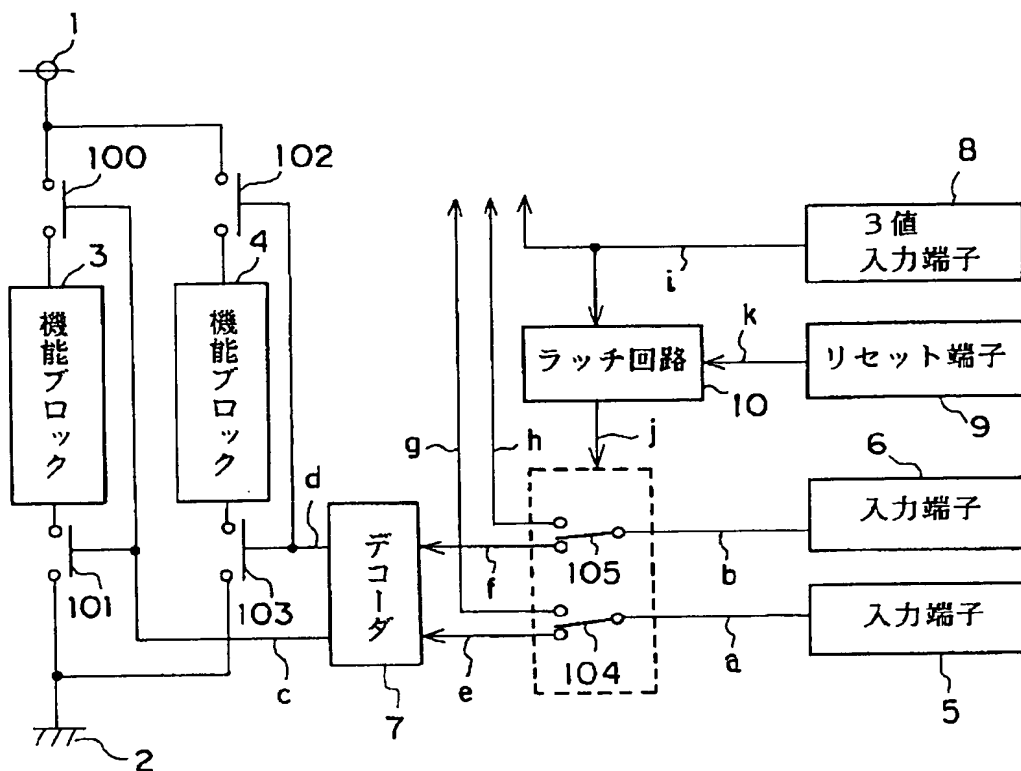 1
100
102
8
3
4
3値
入力端子
i
機能ブロック
機能ブロック
k
ラッチ回路
リセット端子
10
9
g
h
j
6
入力端子
d
デコーダ
f
105
b
101
103
入力端子
c
e
104
a
5
7
2